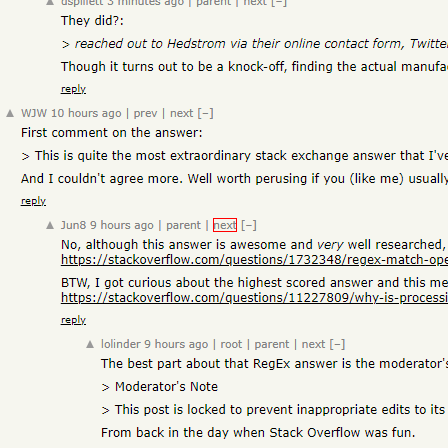 dspillett 3 minutes ago | parent | next [–]
They did?:
> reached out to Hedstrom via their online contact form, Twitte
Though it turns out to be a knock-off, finding the actual manufa
reply
WJW 10 hours ago | prev | next [–]
First comment on the answer:
> This is quite the most extraordinary stack exchange answer that I've
And I couldn't agree more. Well worth perusing if you (like me) usually
reply
Jun8 9 hours ago | parent | next [–]
No, although this answer is awesome and very well researched,
https://stackoverflow.com/questions/1732348/regex-match-ope
BTW, I got curious about the highest scored answer and this me
https://stackoverflow.com/questions/11227809/why-is-processi
reply
lolinder 9 hours ago | root | parent | next [–]
The best part about that RegEx answer is the moderator's
> Moderator's Note
> This post is locked to prevent inappropriate edits to its
From back in the day when Stack Overflow was fun.